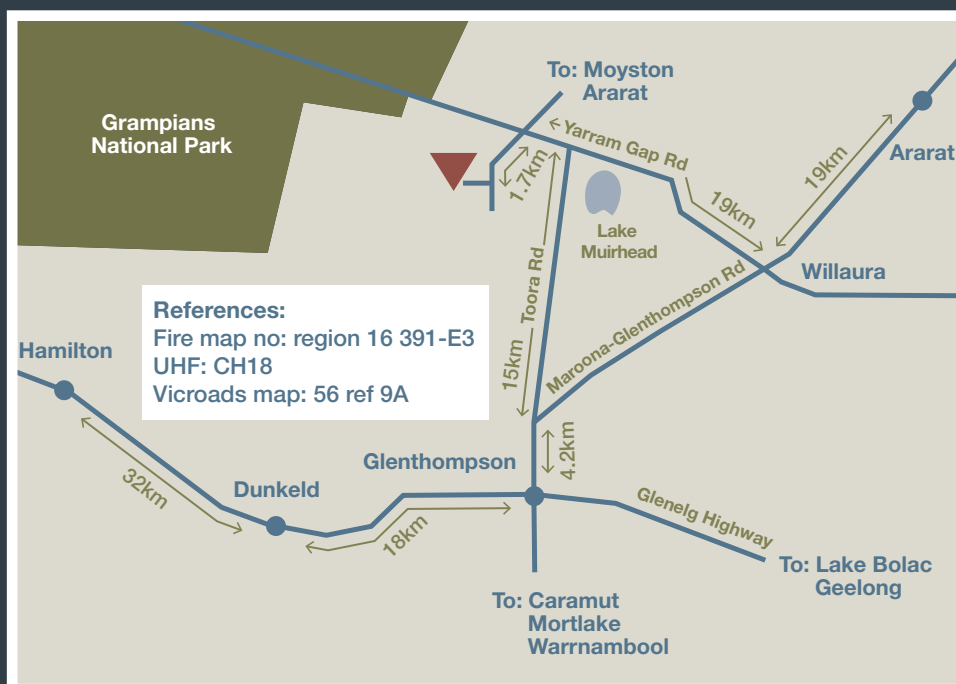 To: Moyston
Ararat
Grampians
National Park
Yarram Gap Rd
1.7km
19km
Ararat
19km
Lake
Muirhead
Willaura
Toora Rd
Maroona-Glenthompson Rd
15km
References:
Fire map no: region 16 391-E3
UHF: CH18
Vicroads map: 56 ref 9A
Hamilton
4.2km
Glenthompson
32km
Dunkeld
18km
Glenelg Highway
To: Lake Bolac
Geelong
To: Caramut
Mortlake
Warrnambool